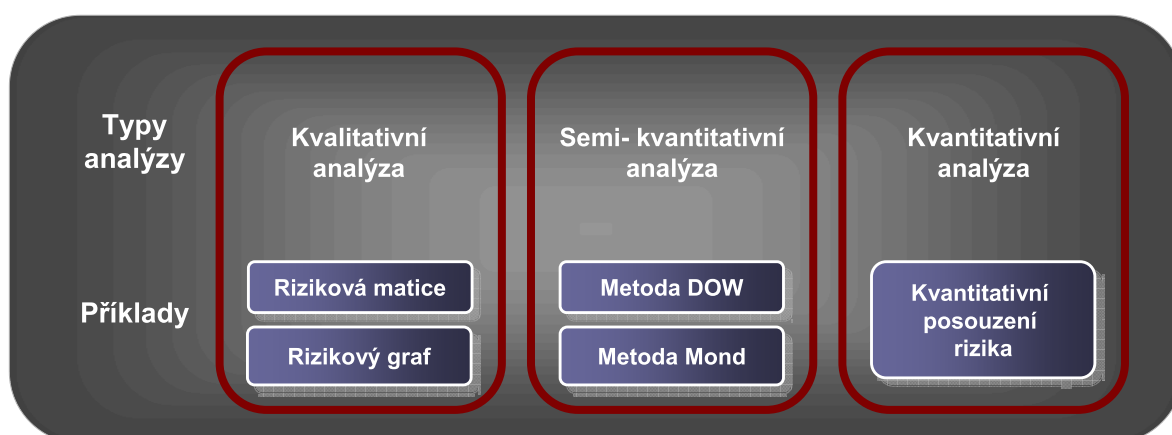 Typy
analýzy
Kvalitativní
analýza
Semi- kvantitativní
analýza
Kvantitativní
analýza
Příklady
Riziková matice
Rizikový graf
Metoda DOW
Metoda Mond
Kvantitativní
posouzení
rizika